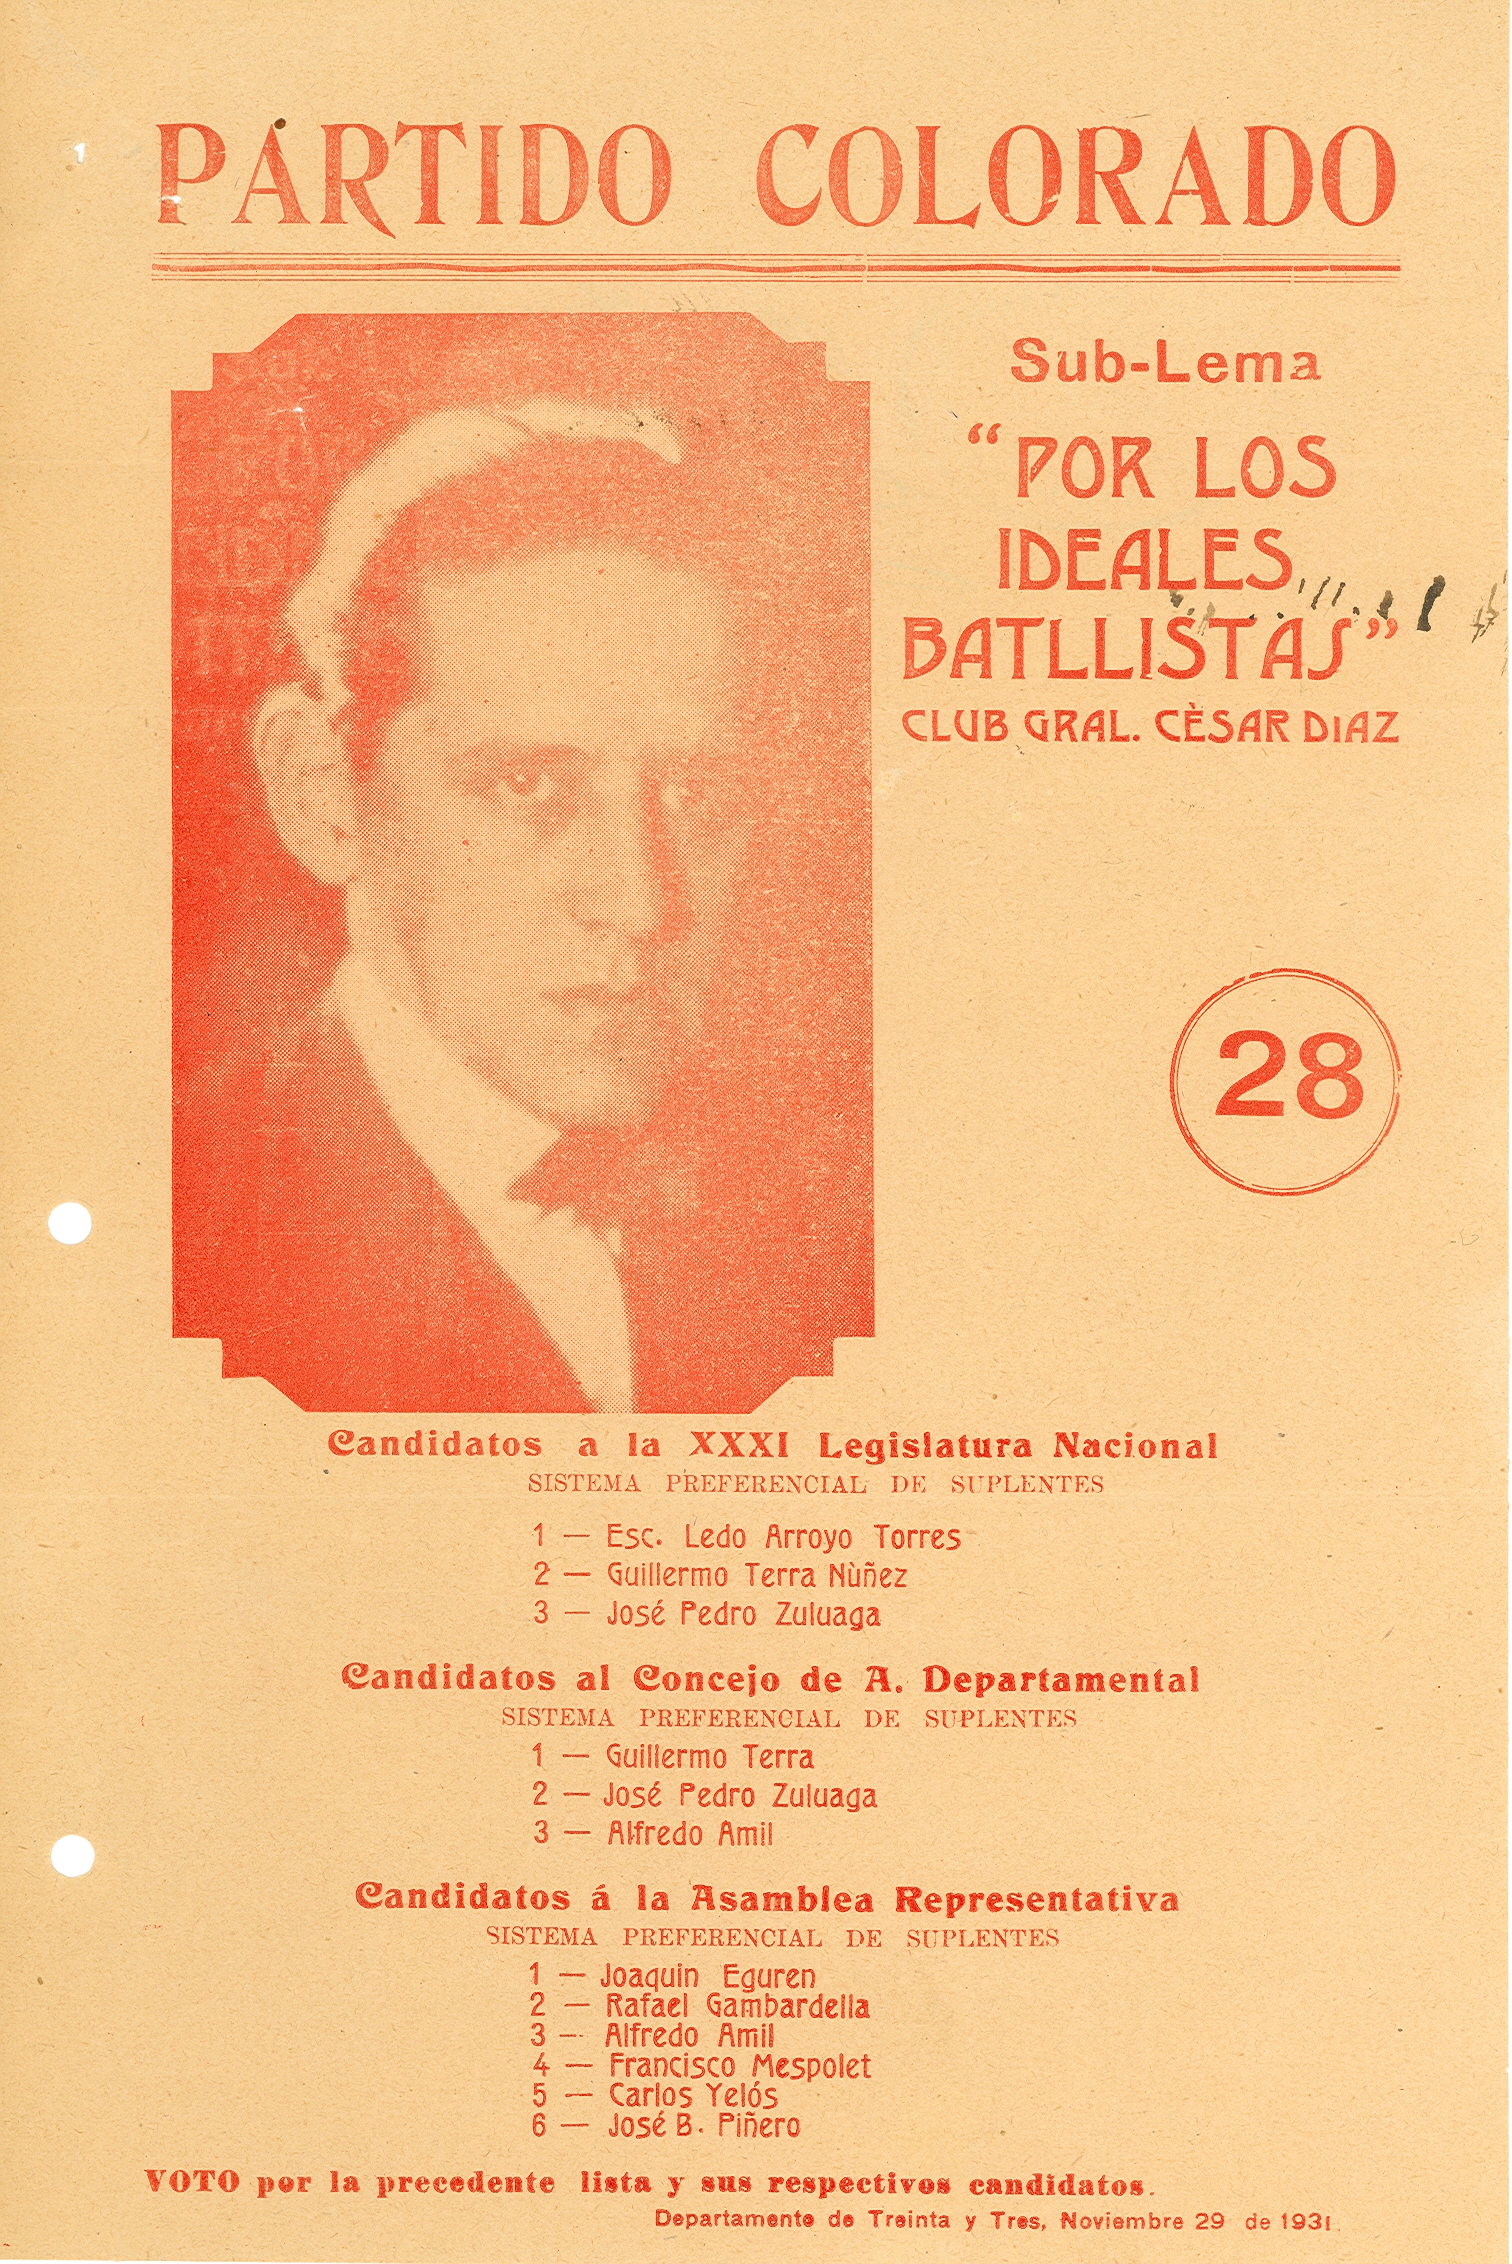 PARTIDO COLORADO
Sub-Lema
“POR LOS
IDEALES
BATLLISTAS”
CLUB GRAL. CÈSAR DIAZ
28
Candidatos a la XXXI Legislatura Nacional
SISTEMA PREFERENCIAL DE SUPLENTES
1 — Esc. Ledo Arroyo Torres
2 — Guillermo Terra Nùñez
3 — José Pedro Zuluaga
Candidatos al Concejo de A. Departamental
SISTEMA PREFERENCIAL DE SUPLENTES
1 — Guillermo Terra
2 — José Pedro Zuluaga
3 — Alfredo Amil
Candidatos á la Asamblea Representativa
SISTEMA PREFERENCIAL DE SUPLENTES
1 — Joaquin Eguren
2 — Rafael Gambardella
3 — Alfredo Amil
4 — Francisco Mespolet
5 — Carlos Yelós
6 — José B. Piñero
VOTO por la precedente lista y sus respectivos candidatos.
Departamento de Treinta y Tres, Noviembre 29 de 1931.